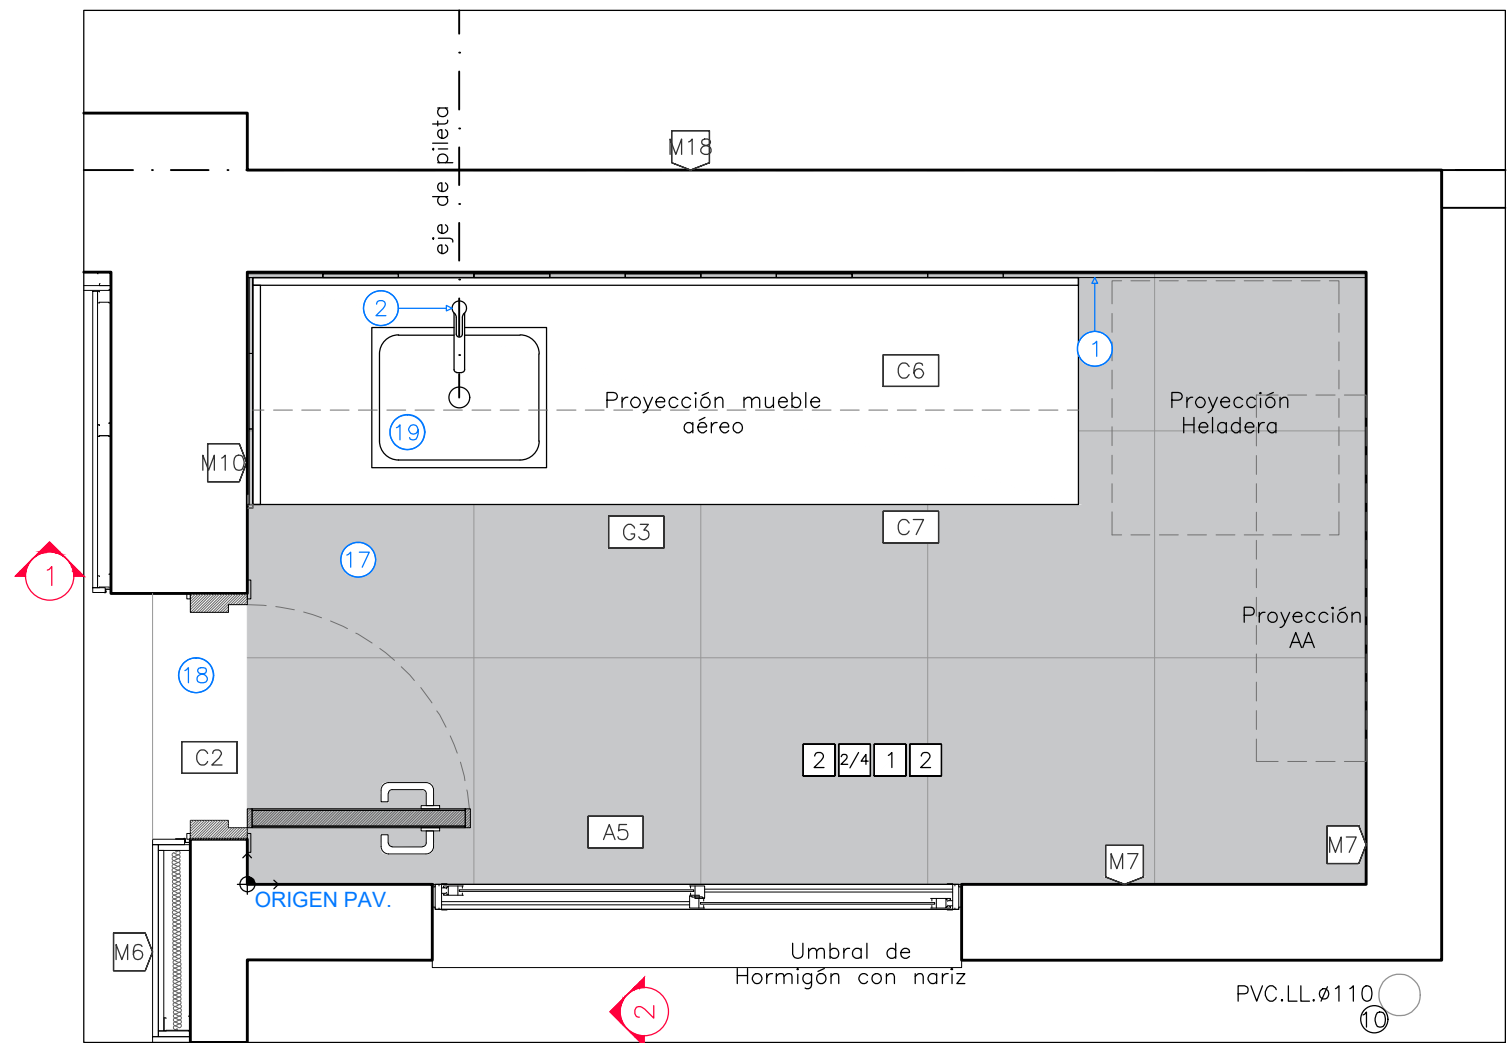 eje de pileta
M18
2
1
C6
Proyección mueble
aéreo
Proyección
Heladera
19
M10
G3
C7
17
1
Proyección
AA
18
C2
2 2/4 1 2
A5
M7
M7
ORIGEN PAV.
M6
Umbral de
Hormigón con nariz
2
PVC.LL.ø110
10